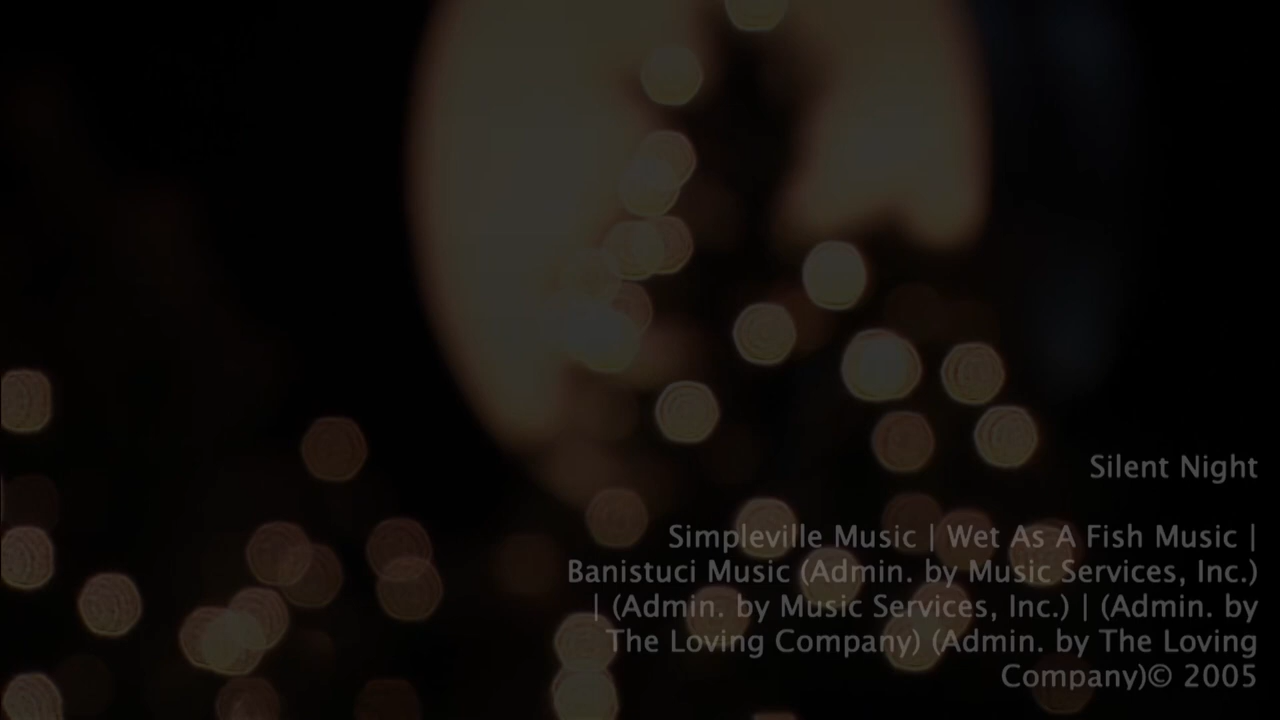 Silent Night
Simpleville Music | Wet As A Fish Music |
Banistuci Music (Admin. by Music Services, Inc.)
| (Admin. by Music Services, Inc.) | (Admin. by
The Loving Company) (Admin. by The Loving
Company)© 2005